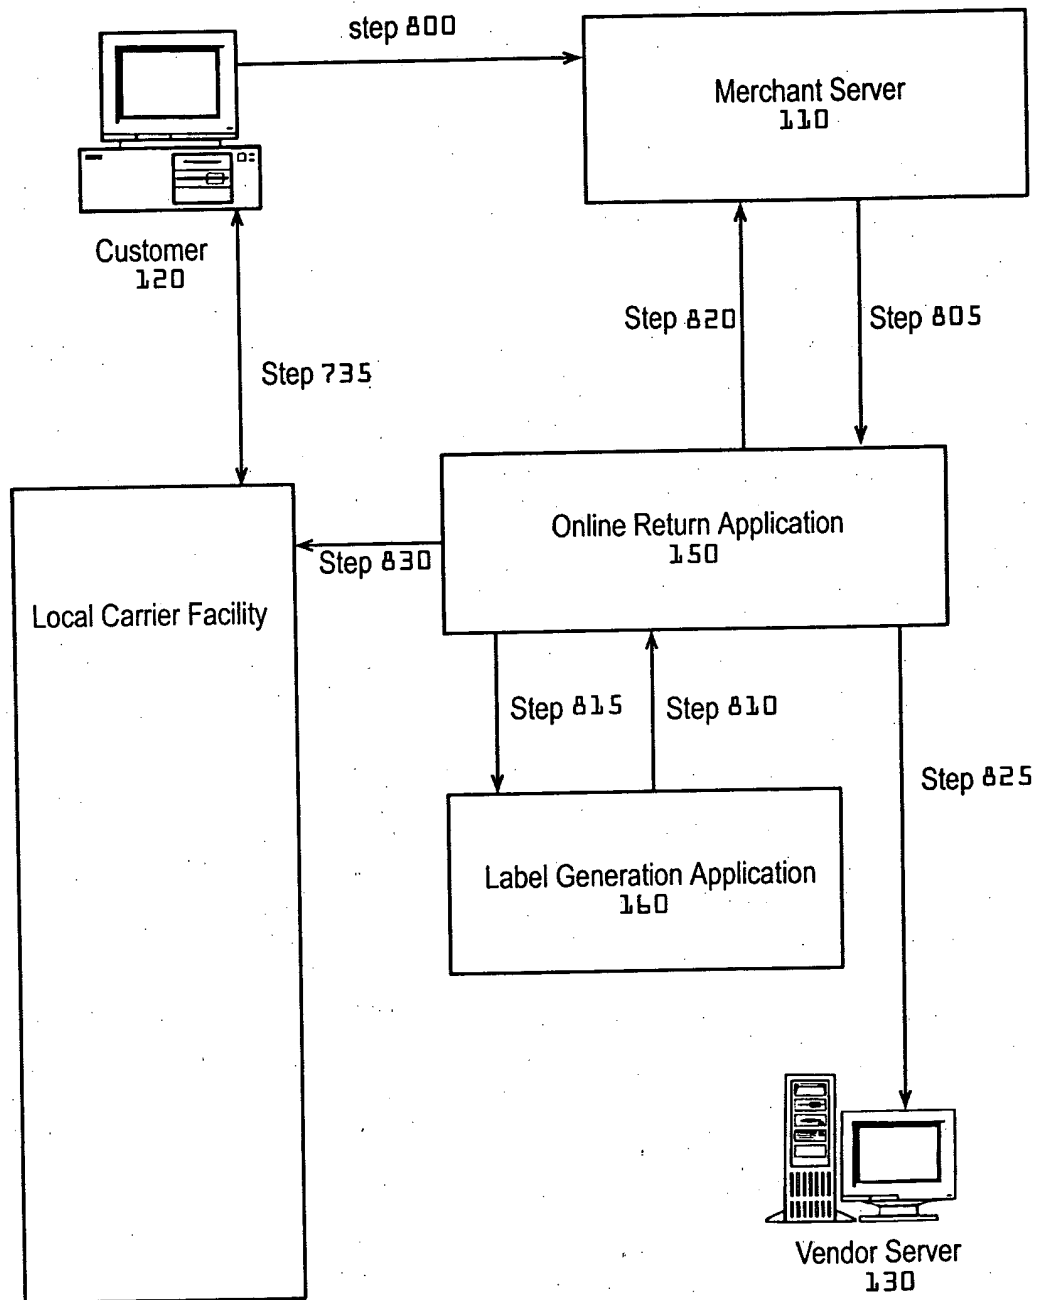 step 800
Merchant Server
110
Customer
120
Step 820
Step 805
Step 735
Online Return Application
150
Step 830
Local Carrier Facility
Step 815
Step 810
Step 825
Label Generation Application
160
Vendor Server
130